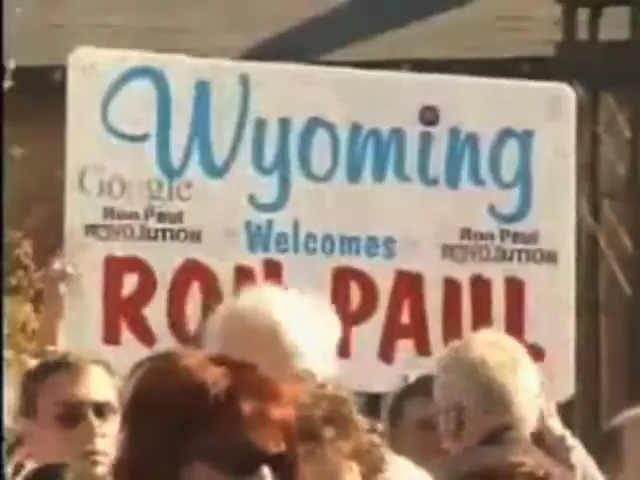 Wyoming
Google
Ron Paul
REVOLUTION
Welcomes
Ron Paul
REVOLUTION
RON PAUL